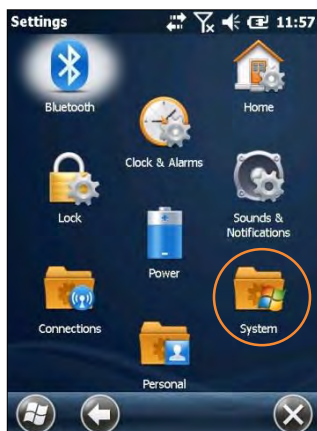 Settings 11:57
Bluetooth
Home
Clock & Alarms
Lock
Sounds &
Notifications
Power
Connections
System
Personal